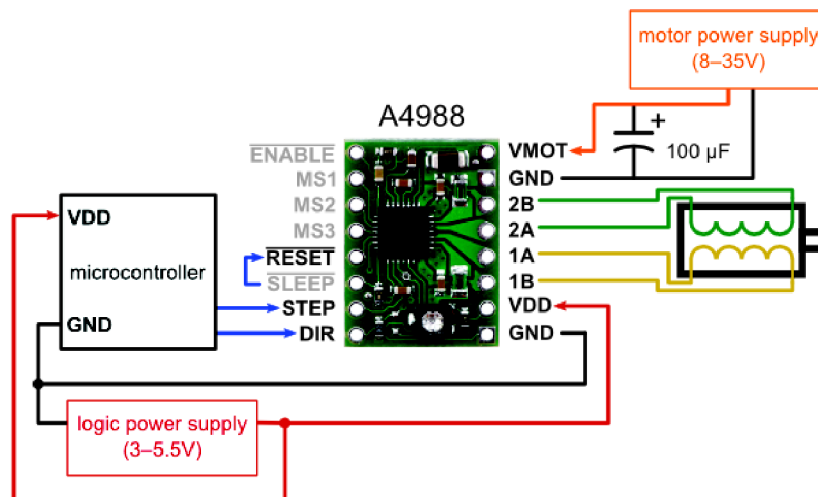 motor power supply
(8–35V)
A4988
ENABLE
MS1
MS2
MS3
RESET
SLEEP
STEP
DIR
VMOT
GND
2B
2A
1A
1B
VDD
GND
+
100 µF
VDD
microcontroller
GND
logic power supply
(3–5.5V)